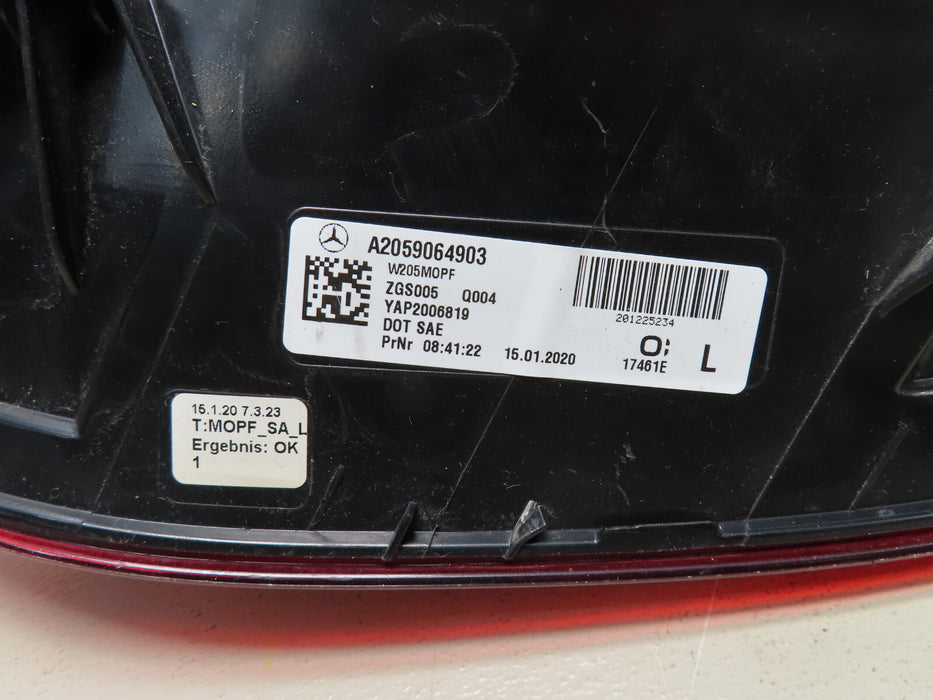 A2059064903
W205MOPF
ZGS005 Q004
YAP2006819
DOT SAE
PrNr 08:41:22 15.01.2020
201225234
O;
17461E
L
15.1.20 7.3.23
T:MOPF_SA_L
Ergebnis: OK
1